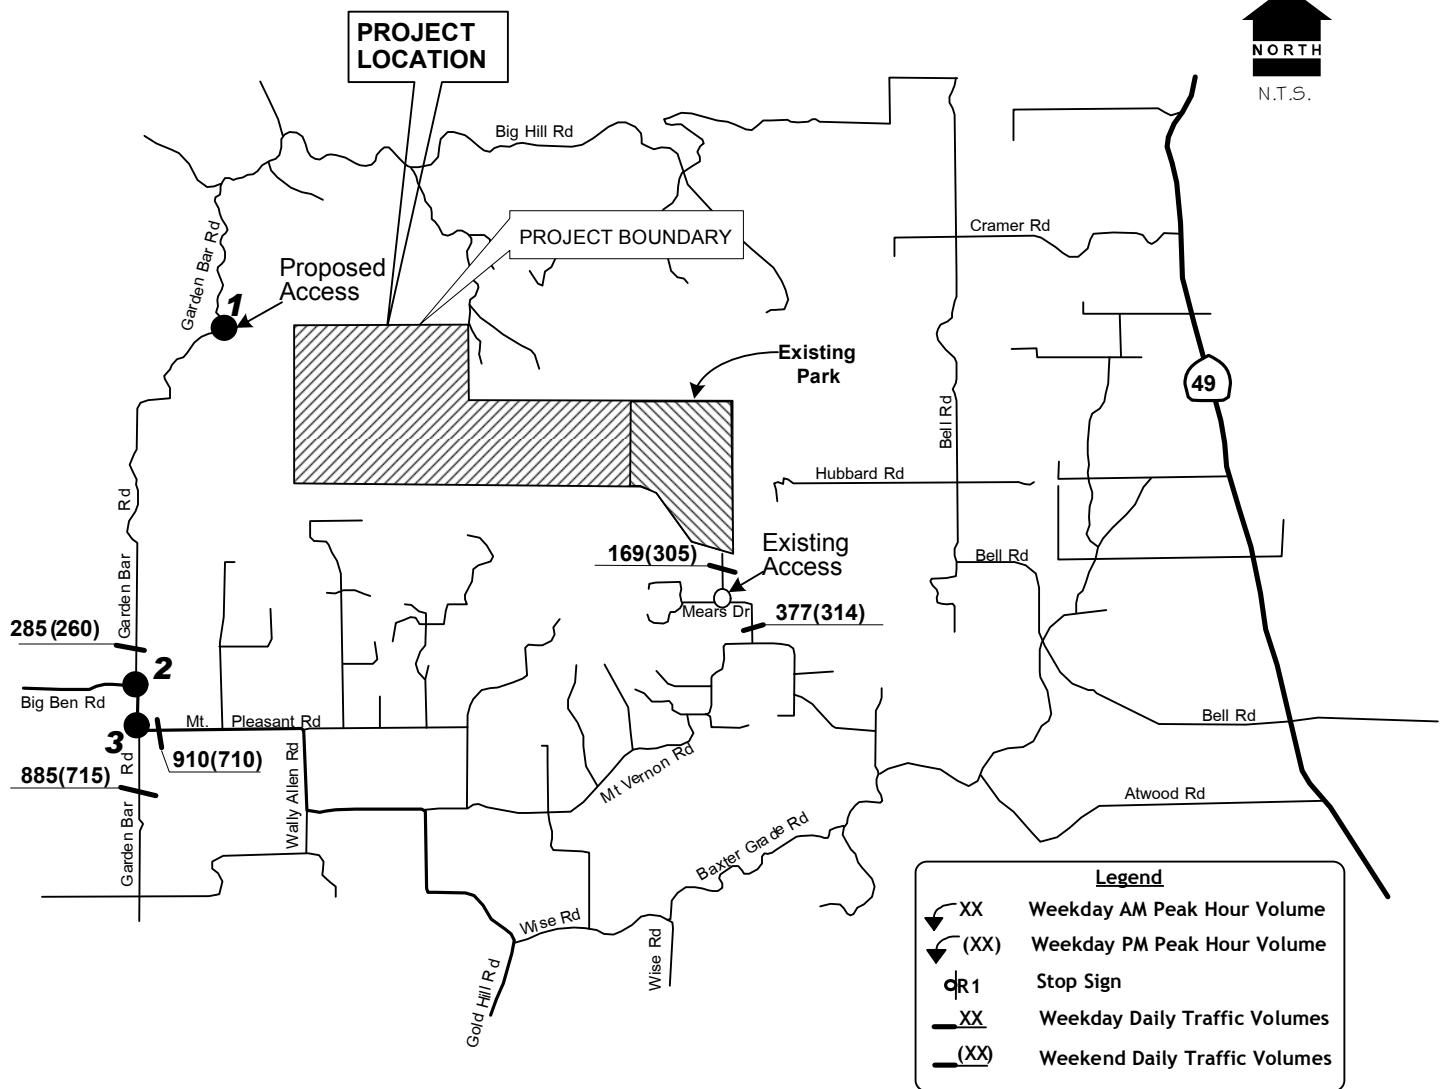 PROJECT
LOCATION
NORTH
N.T.S.
Big Hill Rd
Garden Bar Rd
Cramer Rd
PROJECT BOUNDARY
Proposed
Access
1
Existing
Park
49
Bell Rd
Hubbard Rd
Garden Bar Rd
169(305)
Existing
Access
Bell Rd
Mears Dr
377(314)
285(260)
2
Big Ben Rd
Mt. Pleasant Rd
3
910(710)
885(715)
Garden Bar Rd
Wally Allen Rd
Mt Vernon Rd
Bell Rd
Atwood Rd
Baxter Grade Rd
Wise Rd
Wise Rd
Gold Hill Rd
Legend
XX Weekday AM Peak Hour Volume
(XX) Weekday PM Peak Hour Volume
R1 Stop Sign
XX Weekday Daily Traffic Volumes
(XX) Weekend Daily Traffic Volumes